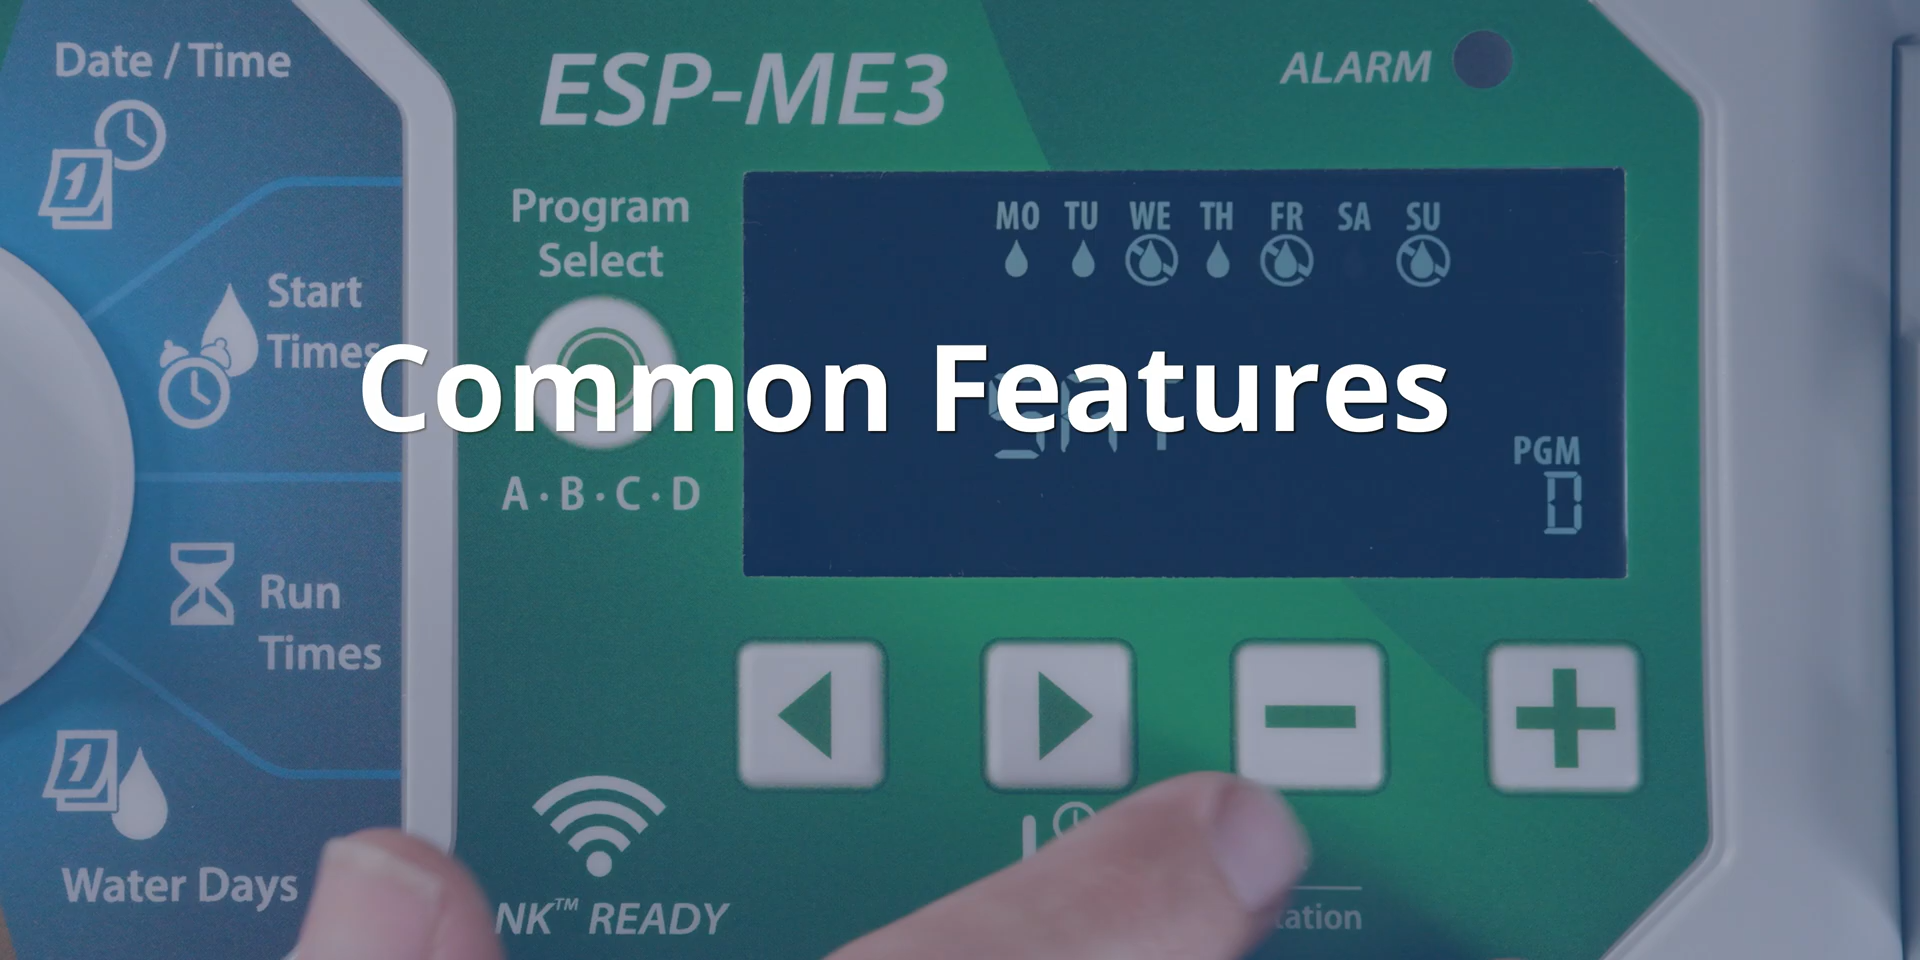 Date / Time
ESP-ME3
ALARM
Program
Select
MO TU WE TH FR SA SU
Start
Times
Common Features
PGM
D
A · B · C · D
Run
Times
Water Days
NK™ READY
tation